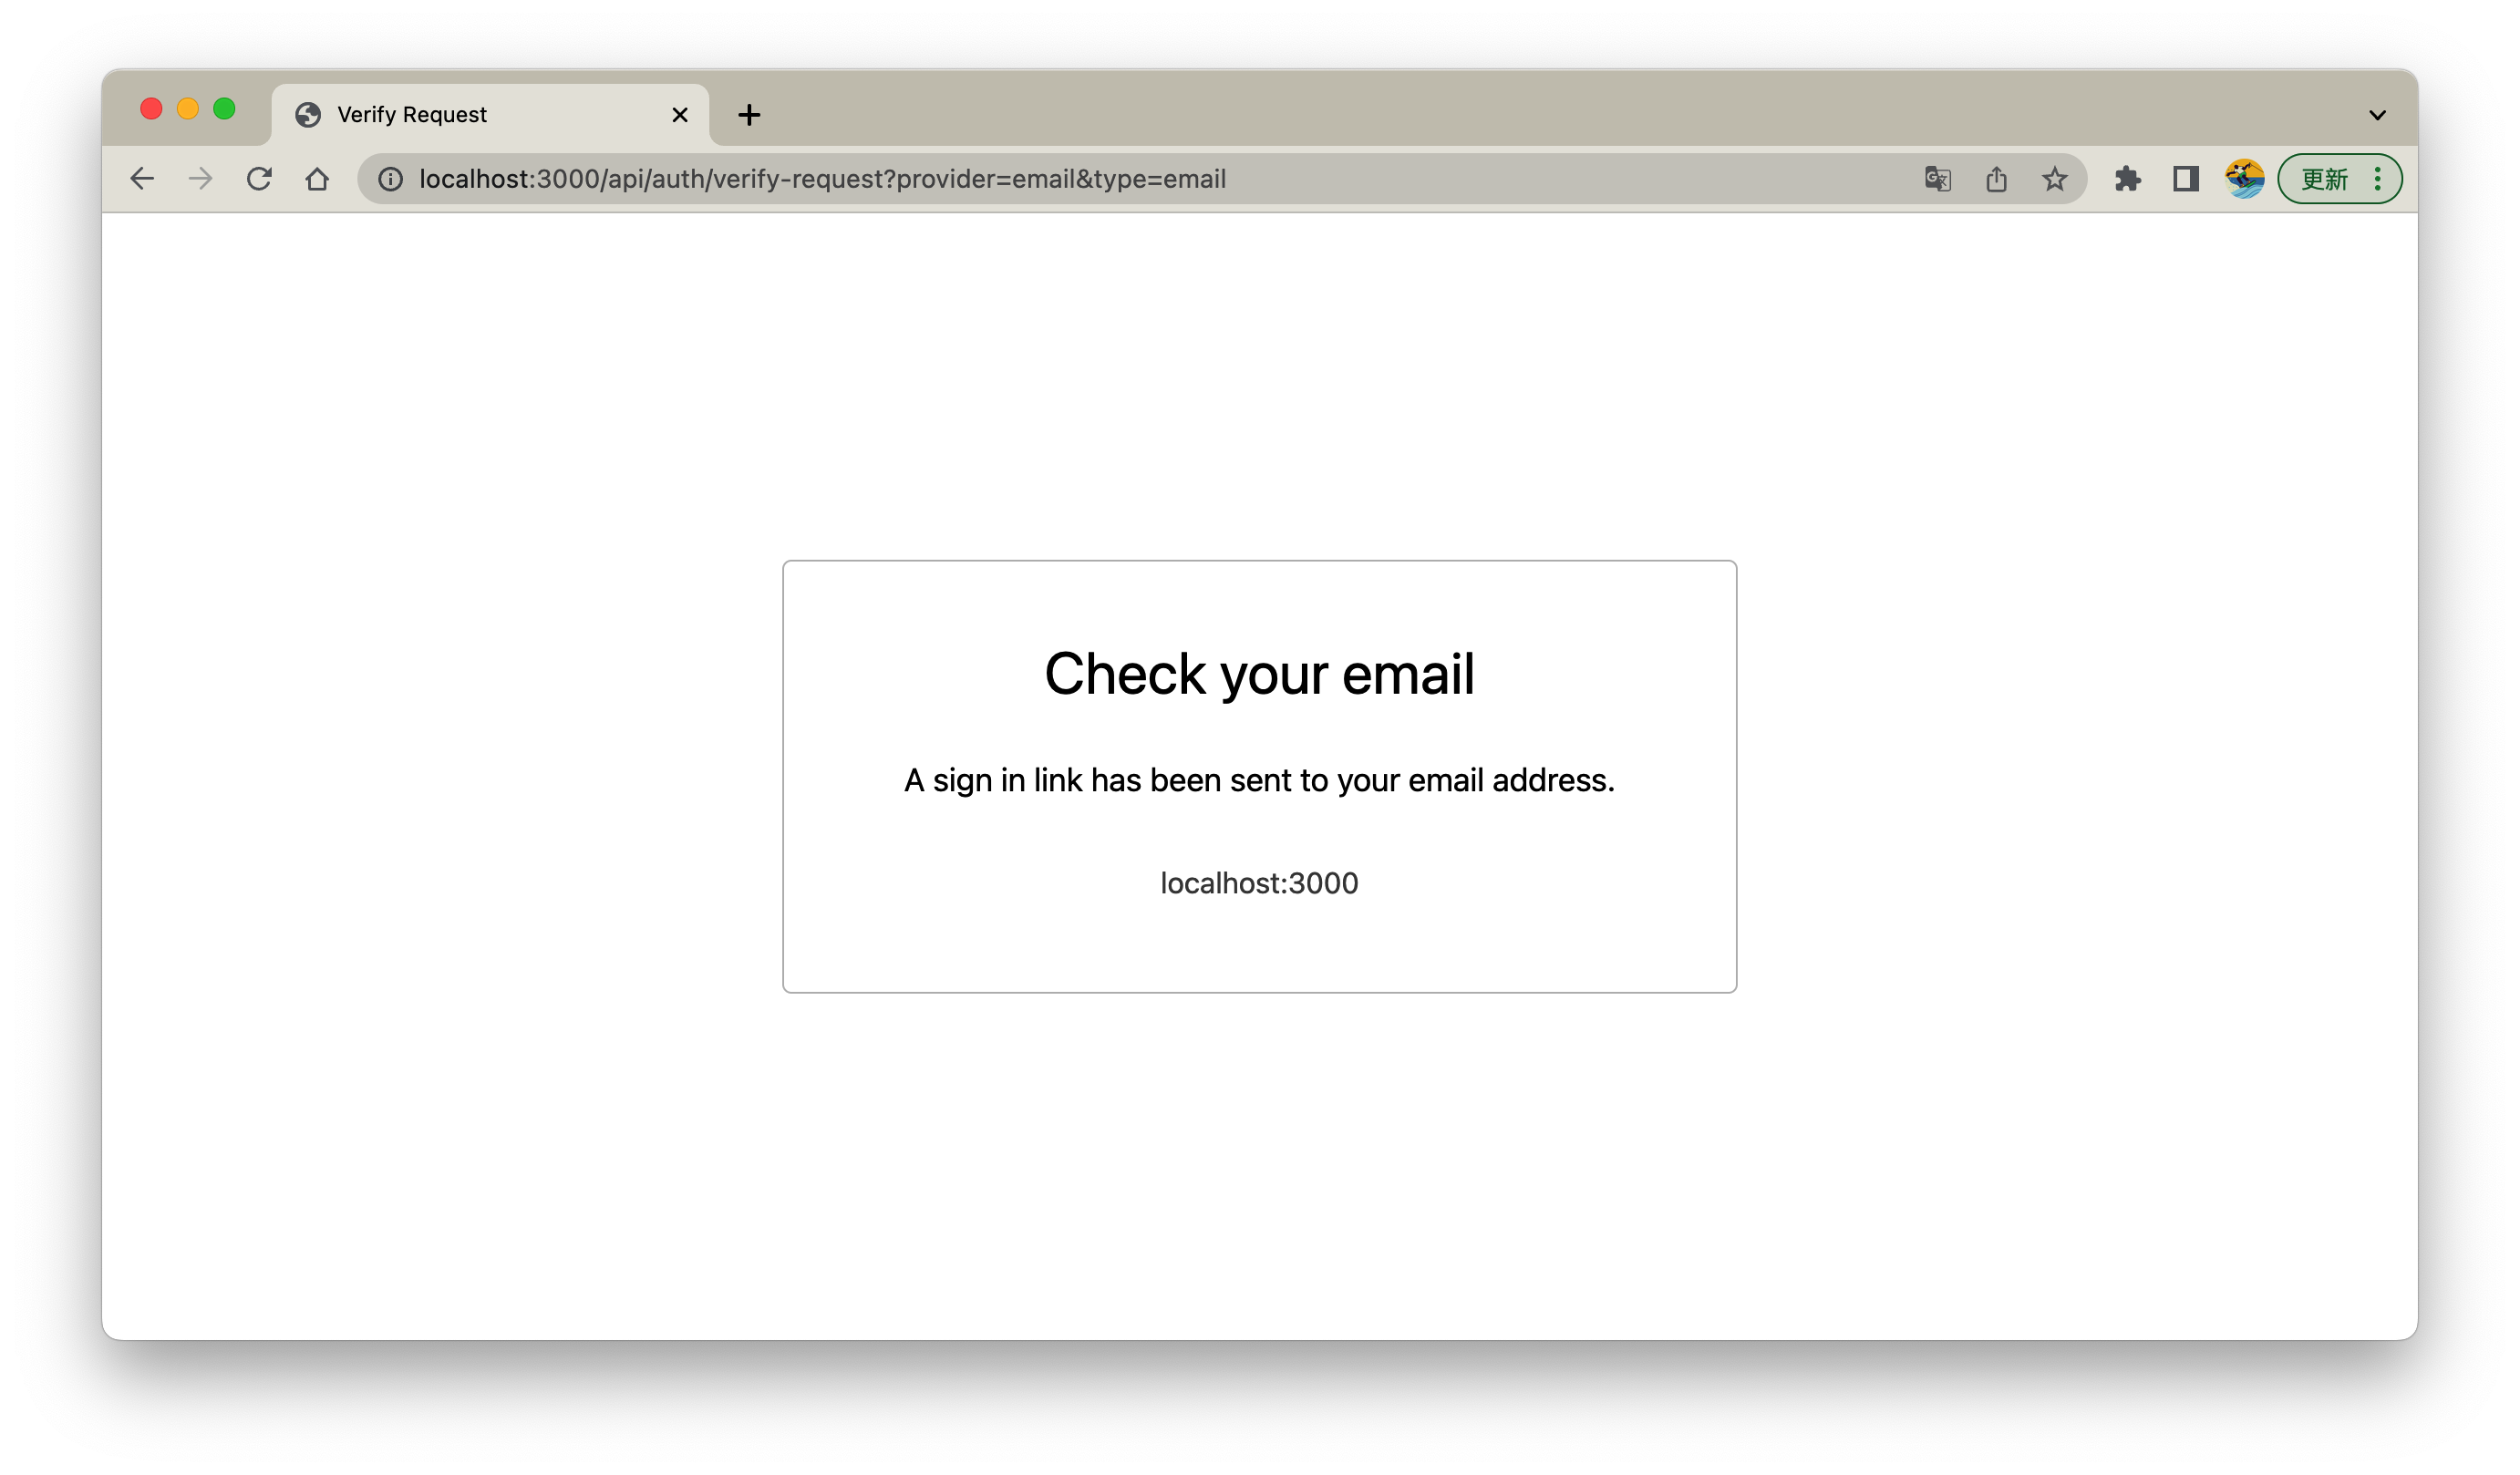 Verify Request
localhost:3000/api/auth/verify-request?provider=email&type=email
更新
Check your email
A sign in link has been sent to your email address.
localhost:3000